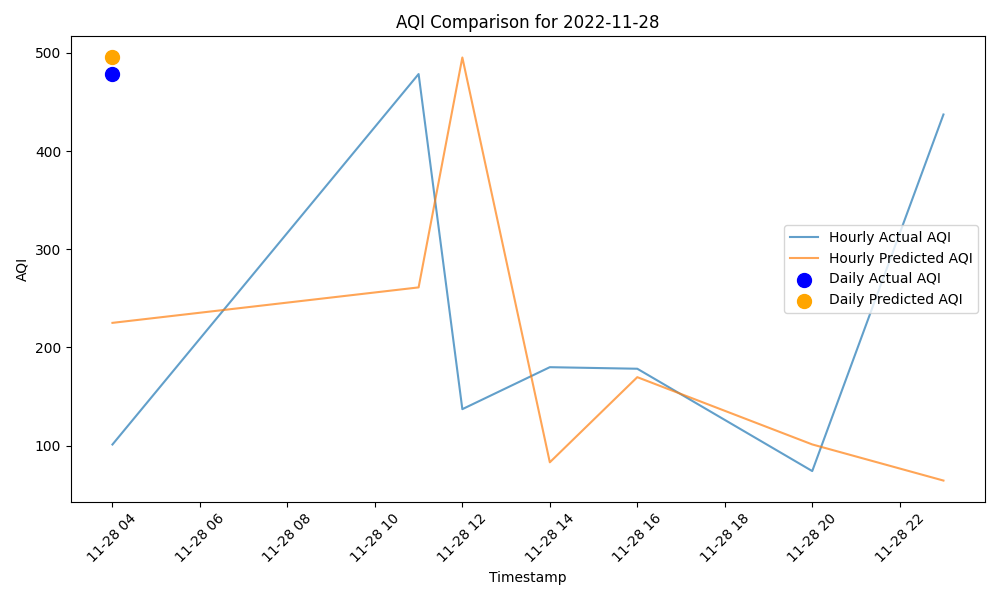 AQI Comparison for 2022-11-28
AQI
500
400
300
200
100
Hourly Actual AQI
Hourly Predicted AQI
Daily Actual AQI
Daily Predicted AQI
11-28 04
11-28 06
11-28 08
11-28 10
11-28 12
11-28 14
11-28 16
11-28 18
11-28 20
11-28 22
Timestamp